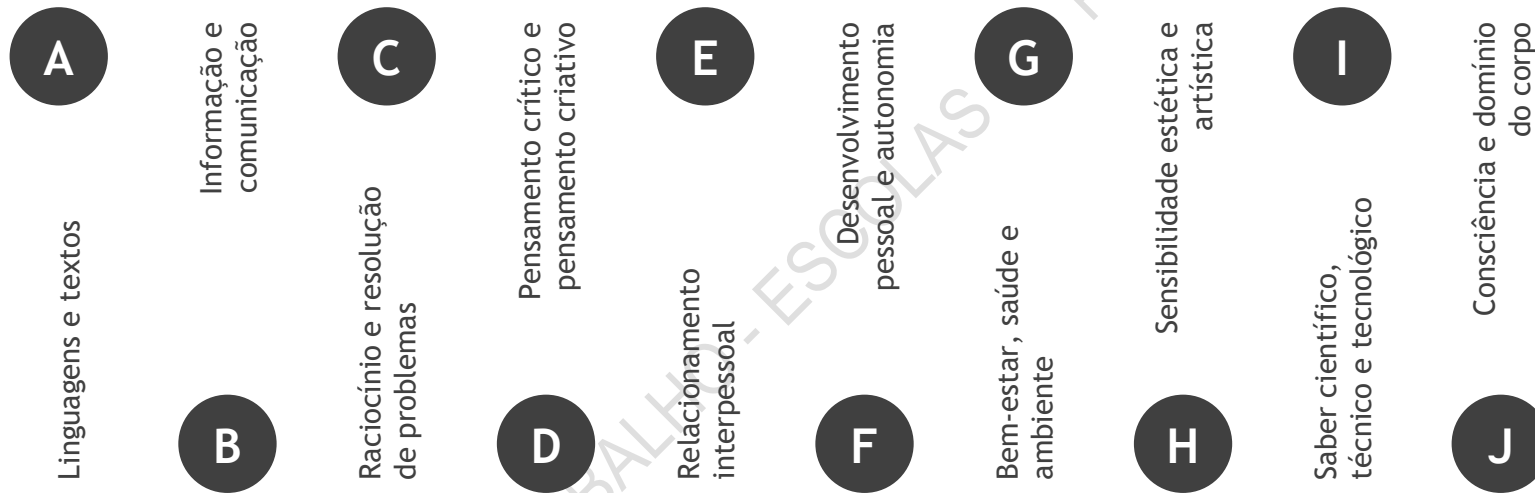 A
Linguagens e textos
Informação e
comunicação
B
C
Raciocínio e resolução
de problemas
Pensamento crítico e
pensamento criativo
D
E
Relacionamento
interpessoal
Desenvolvimento
pessoal e autonomia
F
G
Bem-estar, saúde e
ambiente
Sensibilidade estética e
artística
H
I
Saber científico,
técnico e tecnológico
Consciência e domínio
do corpo
J
- ESCOLAS